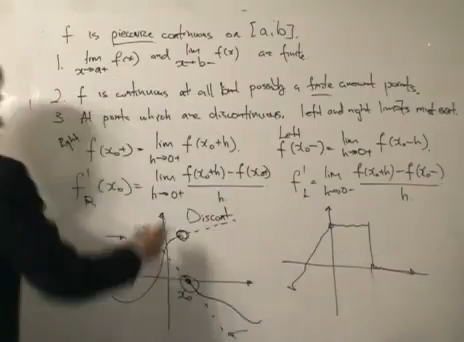 f is piecewise continuous on [a,b].
1. lim x→a+ f(x) and lim x→b- f(x) are finite.
2 f is continuous at all but possibly a finite amount points.
3 At points which are discontinuous, left and right limits must exist.
Right f(x₀+) = lim h→0+ f(x₀+h). Left f(x₀-) = lim h→0+ f(x₀-h).
f'R(x₀) = lim h→0+ f(x₀+h)-f(x₀) / h f'L = lim h→0- f(x₀+h)-f(x₀-) / h
Discont.
x₀